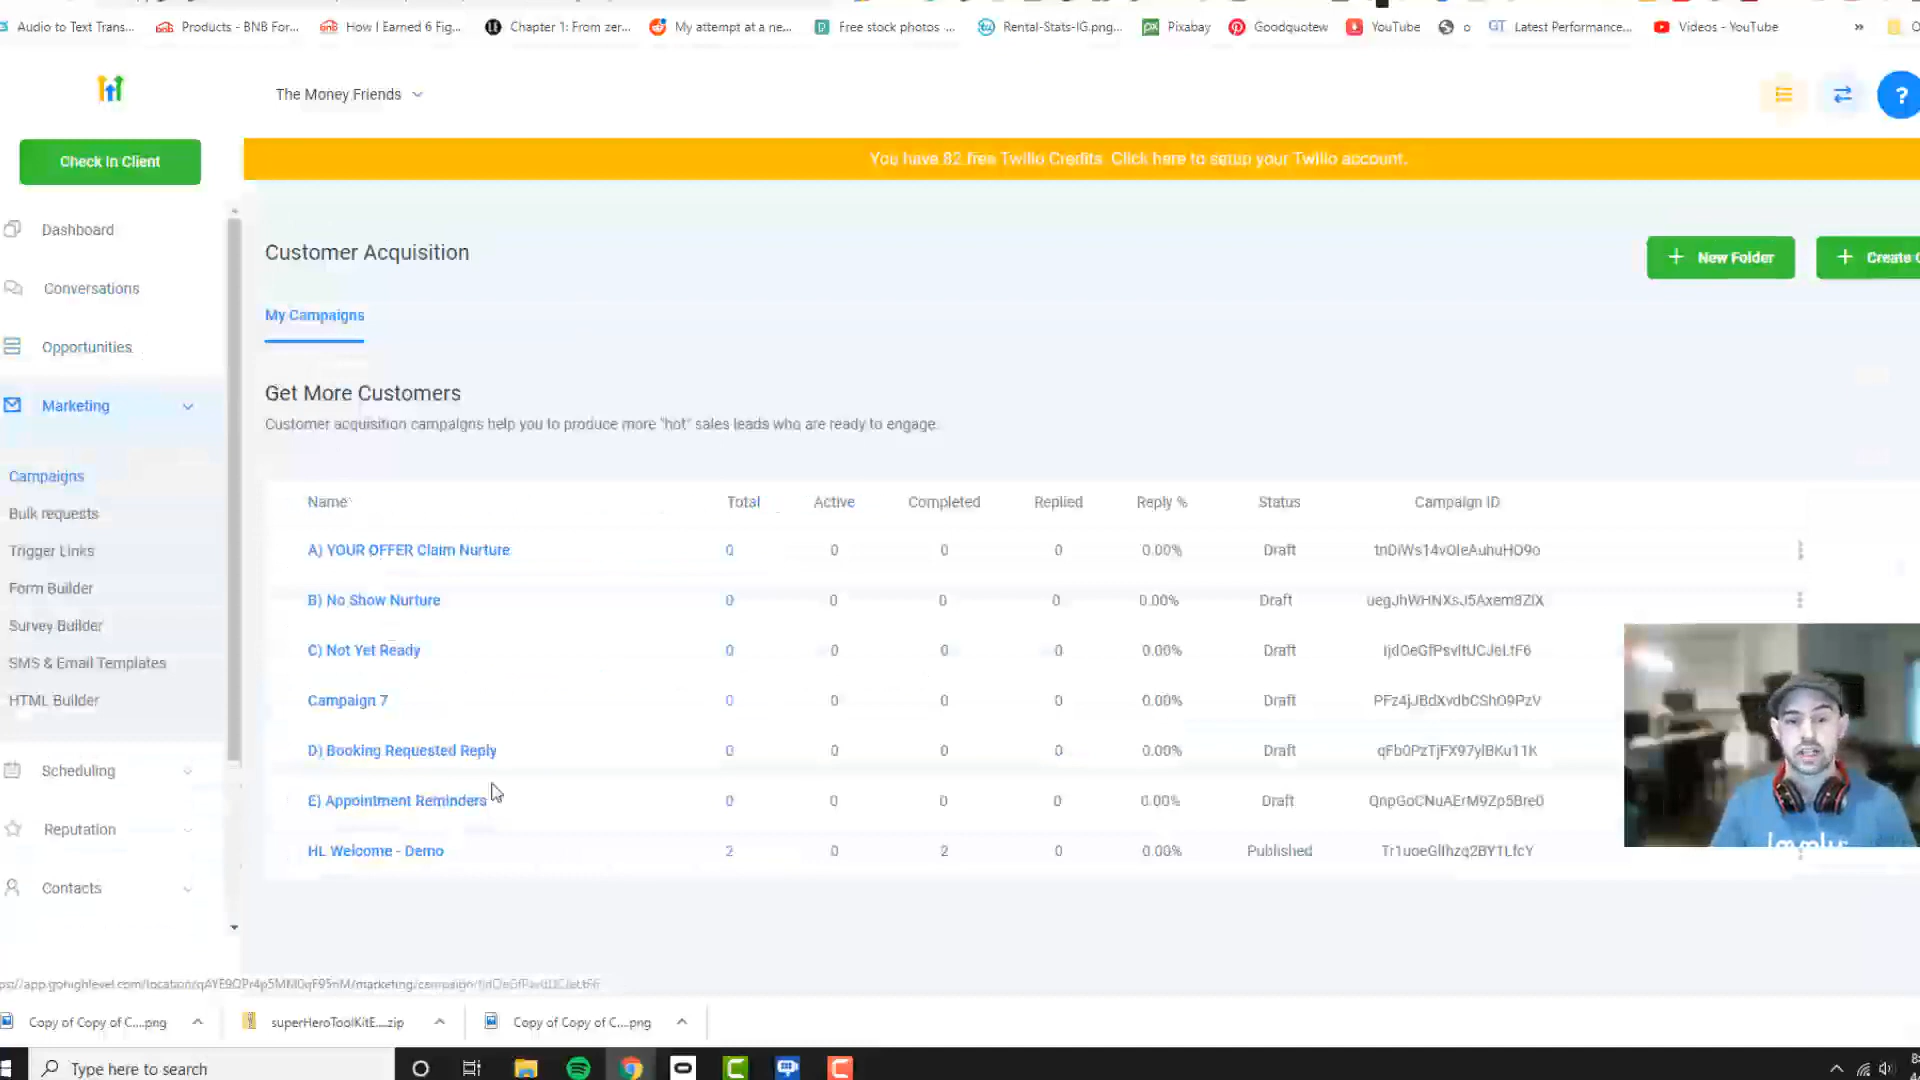 Audio to Text Trans... Products - BNB For... How I Earned 6 Fig... Chapter 1: From zer... My attempt at a ne... Free stock photos ... Rental-Stats-IG.png... Pixabay Goodquotew YouTube o Latest Performance... Videos - YouTube »
The Money Friends
?
Check In Client
You have 82 free Twilio Credits. Click here to setup your Twilio account.
Dashboard
Customer Acquisition
+ New Folder
+ Create
Conversations
My Campaigns
Opportunities
Get More Customers
Marketing
Customer acquisition campaigns help you to produce more "hot" sales leads who are ready to engage.
Campaigns
Bulk requests
Trigger Links
Form Builder
Survey Builder
SMS & Email Templates
HTML Builder
Scheduling
Reputation
Contacts
Name Total Active Completed Replied Reply % Status Campaign ID
A) YOUR OFFER Claim Nurture 0 0 0 0 0.00% Draft
B) No Show Nurture 0 0 0 0 0.00% Draft
C) Not Yet Ready 0 0 0 0 0.00% Draft
Campaign 7 0 0 0 0 0.00% Draft PFz4jJBdXvdbCShO9PzV
D) Booking Requested Reply 0 0 0 0 0.00% Draft
E) Appointment Reminders 0 0 0 0 0.00% Draft QnpGoCNuAErM9Zp5Bre0
HL Welcome - Demo 2 0 2 0 0.00% Published
Copy of Copy of C....png superHeroToolKitE....zip Copy of Copy of C....png
Type here to search